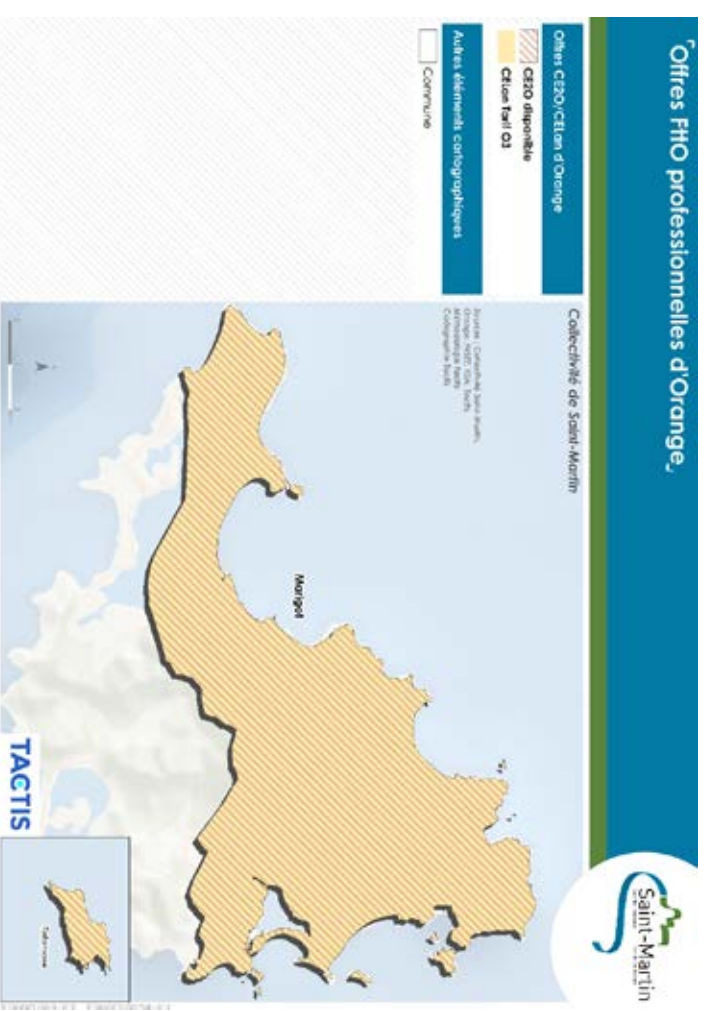 Offres FttO professionnelles d'Orange
Saint-Martin
Collectivité de Saint-Martin
Offres CE2O/CELan d'Orange
CE2O disponible
CELan Tarif O3
Autres éléments cartographiques
Commune
Marigot
TACTIS